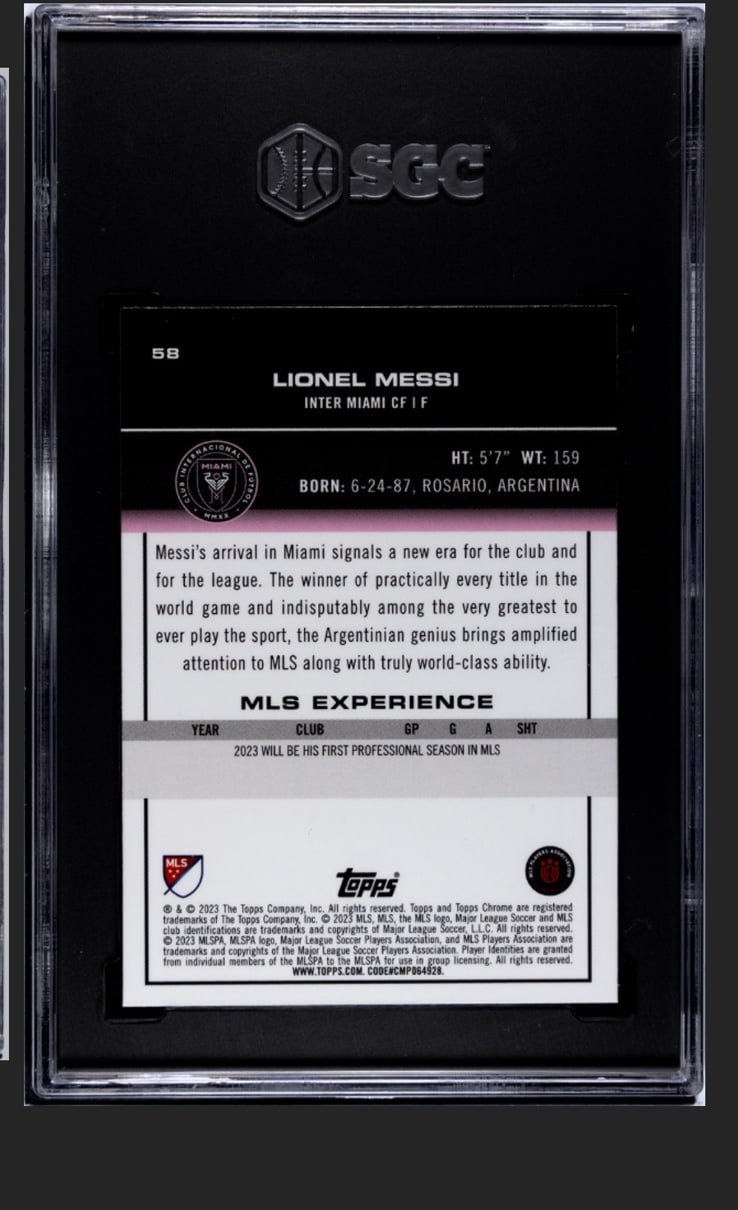 SGC
58
LIONEL MESSI
INTER MIAMI CF | F
CLUB INTERNACIONAL DE FUTBOL
MIAMI
MMXX
HT: 5'7" WT: 159
BORN: 6-24-87, ROSARIO, ARGENTINA
Messi's arrival in Miami signals a new era for the club and
for the league. The winner of practically every title in the
world game and indisputably among the very greatest to
ever play the sport, the Argentinian genius brings amplified
attention to MLS along with truly world-class ability.
MLS EXPERIENCE
YEAR CLUB GP G A SHT
2023 WILL BE HIS FIRST PROFESSIONAL SEASON IN MLS
MLS
Topps
MLS PLAYERS ASSOCIATION
® & © 2023 The Topps Company, Inc. All rights reserved. Topps and Topps Chrome are registered
trademarks of The Topps Company, Inc. © 2023 MLS, MLS, the MLS logo, Major League Soccer and MLS
club identifications are trademarks and copyrights of Major League Soccer, L.L.C. All rights reserved.
© 2023 MLSPA, MLSPA logo, Major League Soccer Players Association, and MLS Players Association are
trademarks and copyrights of the Major League Soccer Players Association. Player Identities are granted
from individual members of the MLSPA to the MLSPA for use in group licensing. All rights reserved.
WWW.TOPPS.COM. CODE#CMP064928.